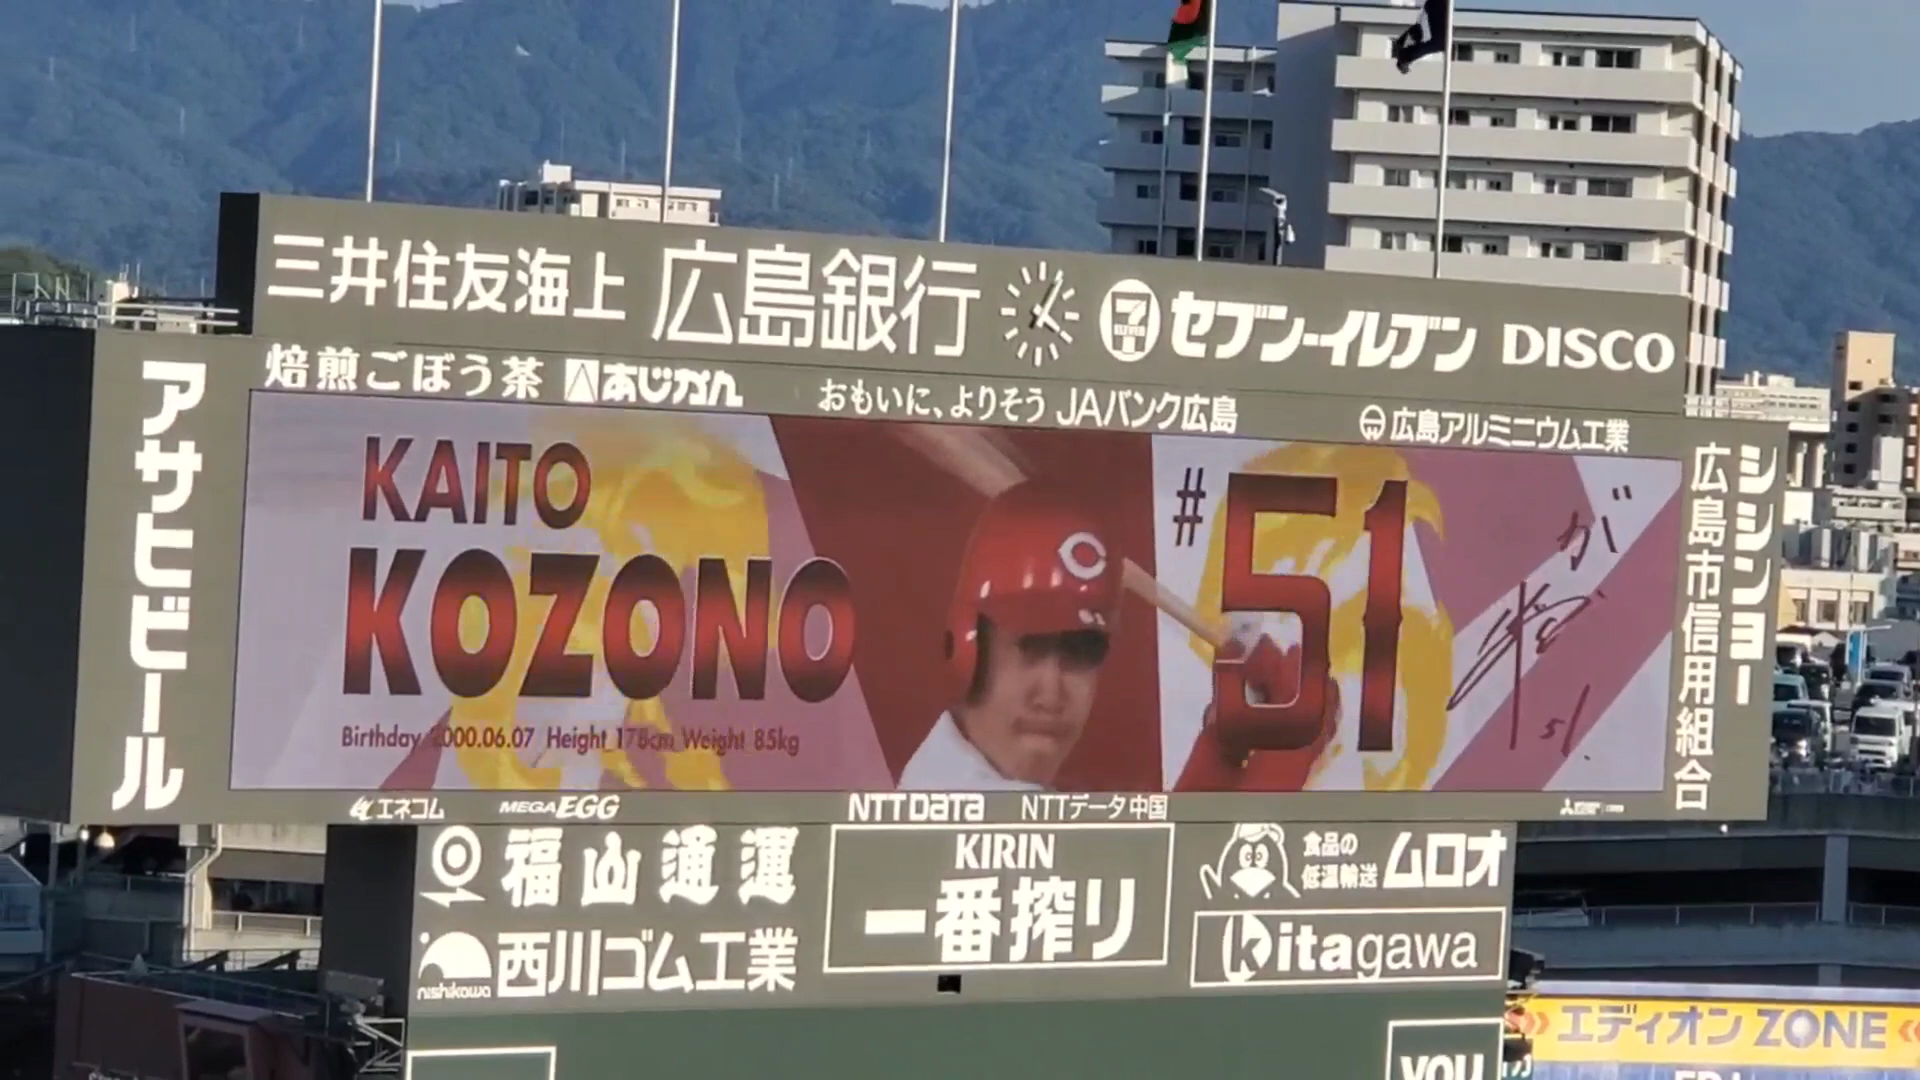 三井住友海上
広島銀行
7 ELEVEN
セブン-イレブン
DISCO
焙煎ごぼう茶
あじかん
おもいに、よりそう JAバンク広島
広島アルミニウム工業
アサヒビール
KAITO
KOZONO
Birthday 2000.06.07 Height 178cm Weight 85kg
C
#51
51.
シシンヨー
広島市信用組合
エネコム
MEGA EGG
NTT DATA
NTTデータ中国
福山通運
nishikawa
西川ゴム工業
KIRIN
一番搾り
食品の
低温輸送
ムロオ
kitagawa
エディオン ZONE
you